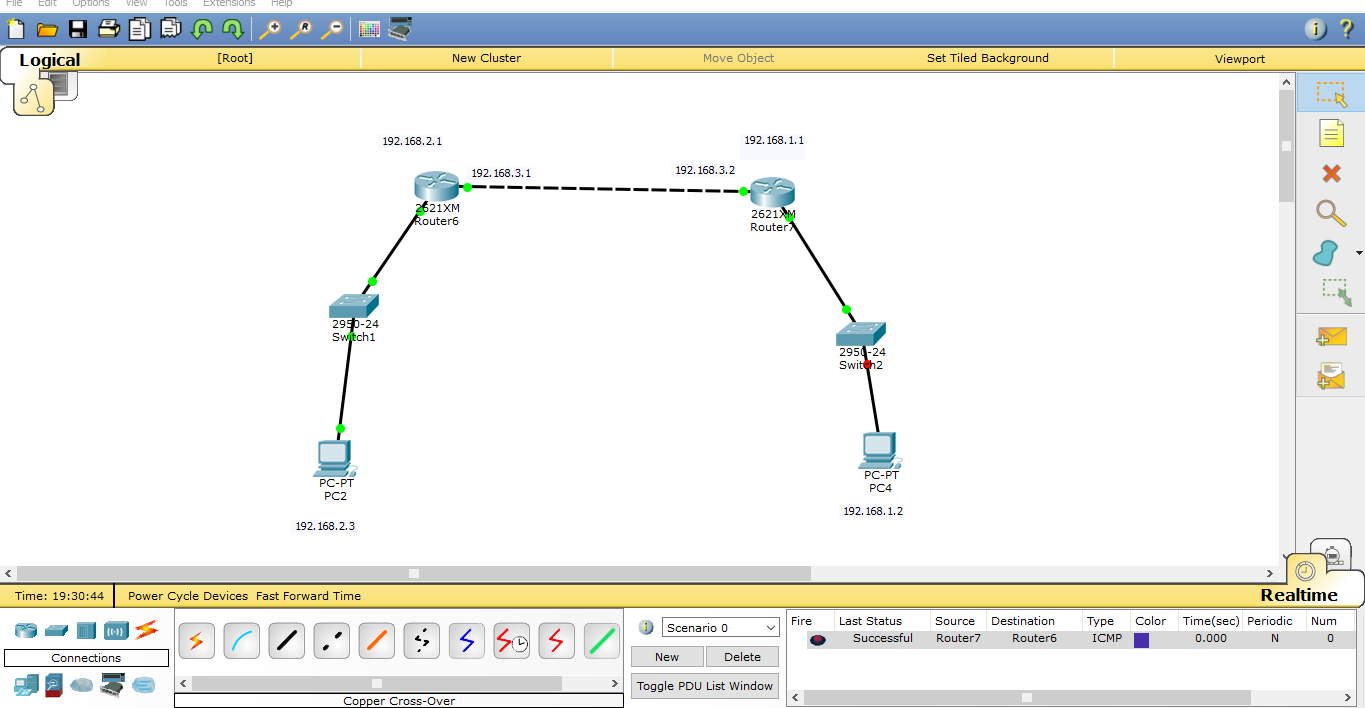 File Edit Options View Tools Extensions Help
Logical [Root] New Cluster Move Object Set Tiled Background Viewport
192.168.2.1
192.168.1.1
192.168.3.1
192.168.3.2
2621XM
Router6
2621XM
Router7
2950-24
Switch1
2950-24
Switch2
PC-PT
PC2
PC-PT
PC4
192.168.2.3
192.168.1.2
Time: 19:30:44 Power Cycle Devices Fast Forward Time
Realtime
Connections
Copper Cross-Over
Scenario 0
New Delete
Toggle PDU List Window
Fire Last Status Source Destination Type Color Time(sec) Periodic Num
Successful Router7 Router6 ICMP 0.000 N 0